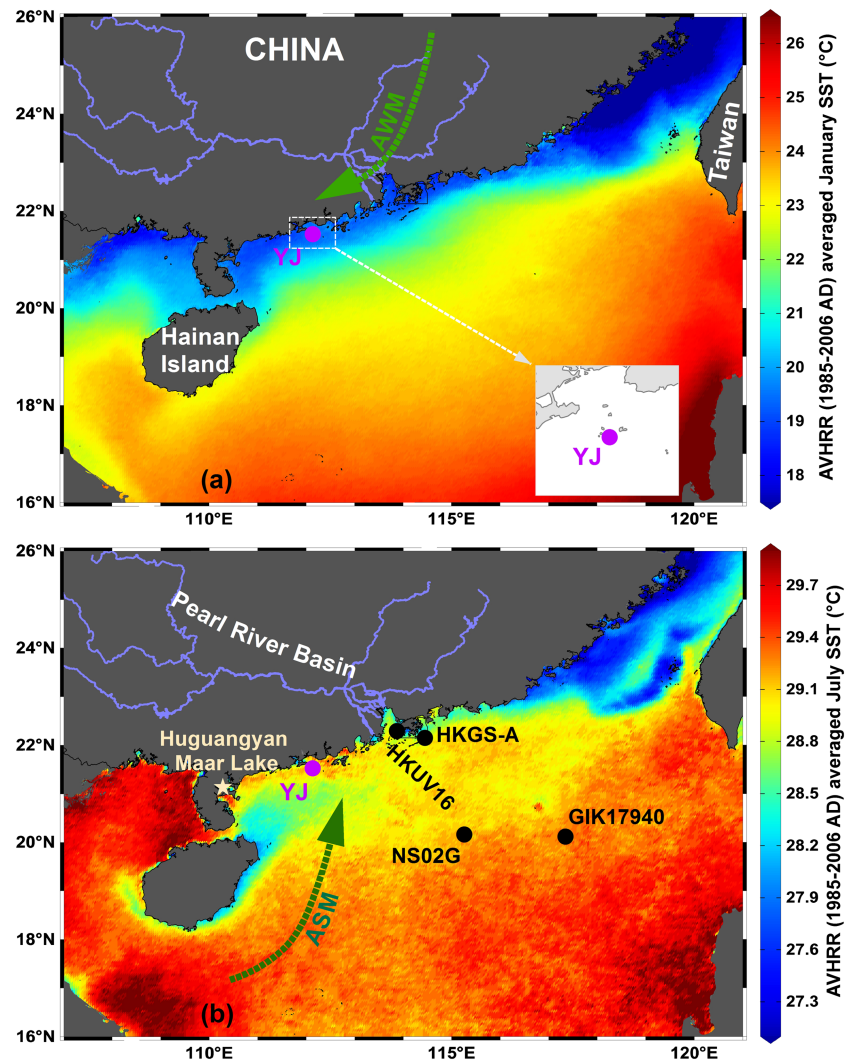 26°N
24°N
22°N
20°N
18°N
16°N
110°E
115°E
120°E
CHINA
AWM
Taiwan
YJ
Hainan
Island
YJ
(a)
26
25
24
23
22
21
20
19
18
AVHRR (1985-2006 AD) averaged January SST (°C)
26°N
24°N
22°N
20°N
18°N
16°N
110°E
115°E
120°E
Pearl River Basin
Huguangyan
Maar Lake
YJ
HKGS-A
HKUV16
GIK17940
NS02G
ASM
(b)
29.7
29.4
29.1
28.8
28.5
28.2
27.9
27.6
27.3
AVHRR (1985-2006 AD) averaged July SST (°C)